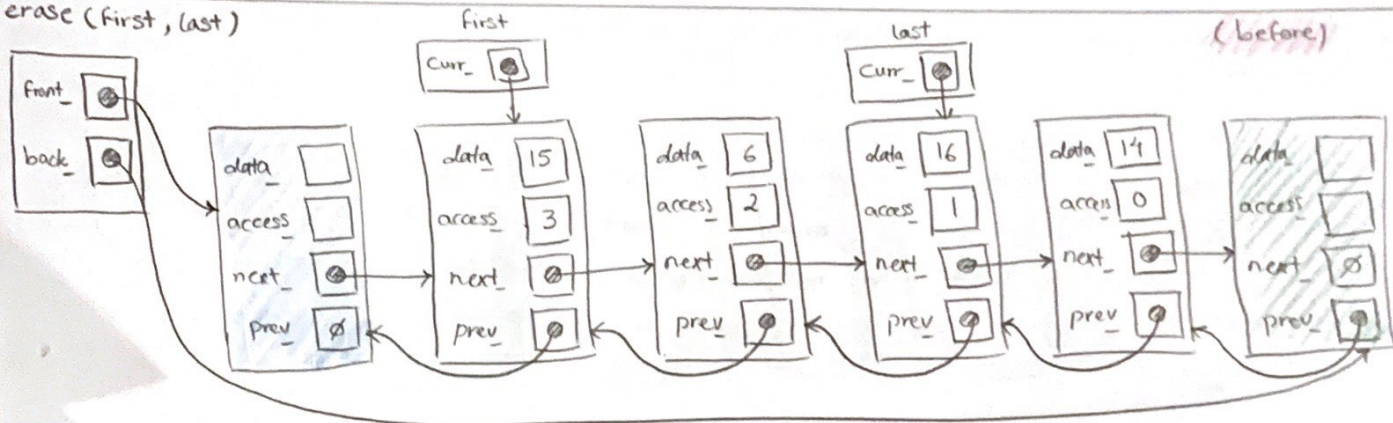 erase (first, last)
first
last
(before)
curr_
curr_
front_
back_
data_
access_
next_
prev_ ø
data_ 15
access_ 3
next_
prev_
data_ 6
access_ 2
next_
prev_
data_ 16
access_ 1
next_
prev_
data_ 14
access_ 0
next_
prev_
data_
access_
next_ ø
prev_